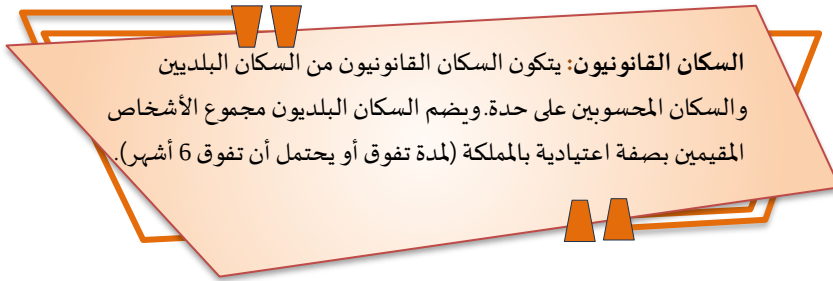 السكان القانونيون: يتكون السكان القانونيون من السكان البلديين
والسكان المحسوبين على حدة. ويضم السكان البلديون مجموع الأشخاص
المقيمين بصفة اعتيادية بالمملكة (لمدة تفوق أو يحتمل أن تفوق 6 أشهر).